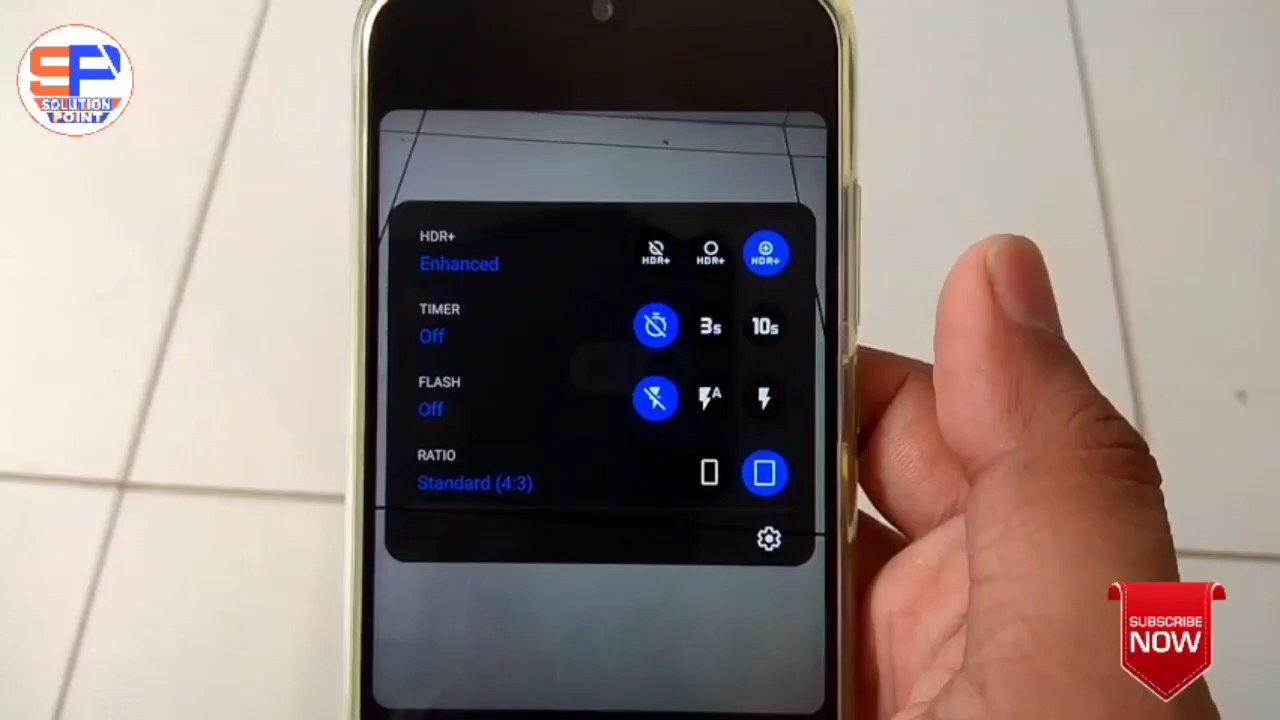 SP
SOLUTION
POINT
HDR+
Enhanced
HDR+
HDR+
HDR+
TIMER
Off
3s
10s
FLASH
Off
A
RATIO
Standard (4:3)
SUBSCRIBE
NOW